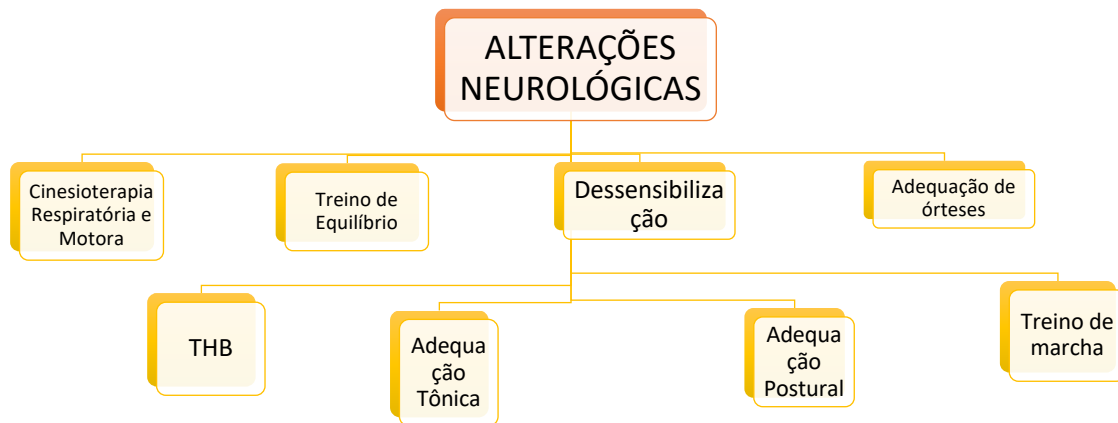 ALTERAÇÕES
NEUROLÓGICAS
Cinesioterapia
Respiratória e
Motora
Treino de
Equilíbrio
Dessensibiliza
ção
Adequação de
órteses
THB
Adequa
ção
Tônica
Adequa
ção
Postural
Treino de
marcha